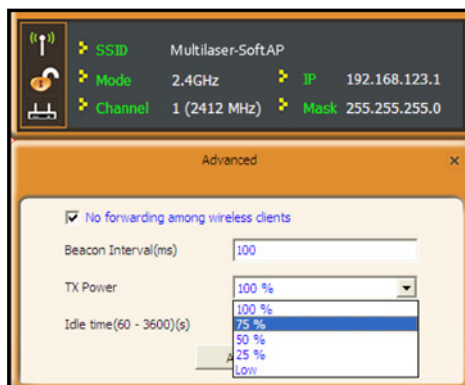 SSID Multilaser-SoftAP
Mode 2.4GHz IP 192.168.123.1
Channel 1 (2412 MHz) Mask 255.255.255.0
Advanced
No forwarding among wireless clients
Beacon Interval(ms) 100
TX Power 100 %
100 %
75 %
Idle time(60 - 3600)(s)
50 %
25 %
Low